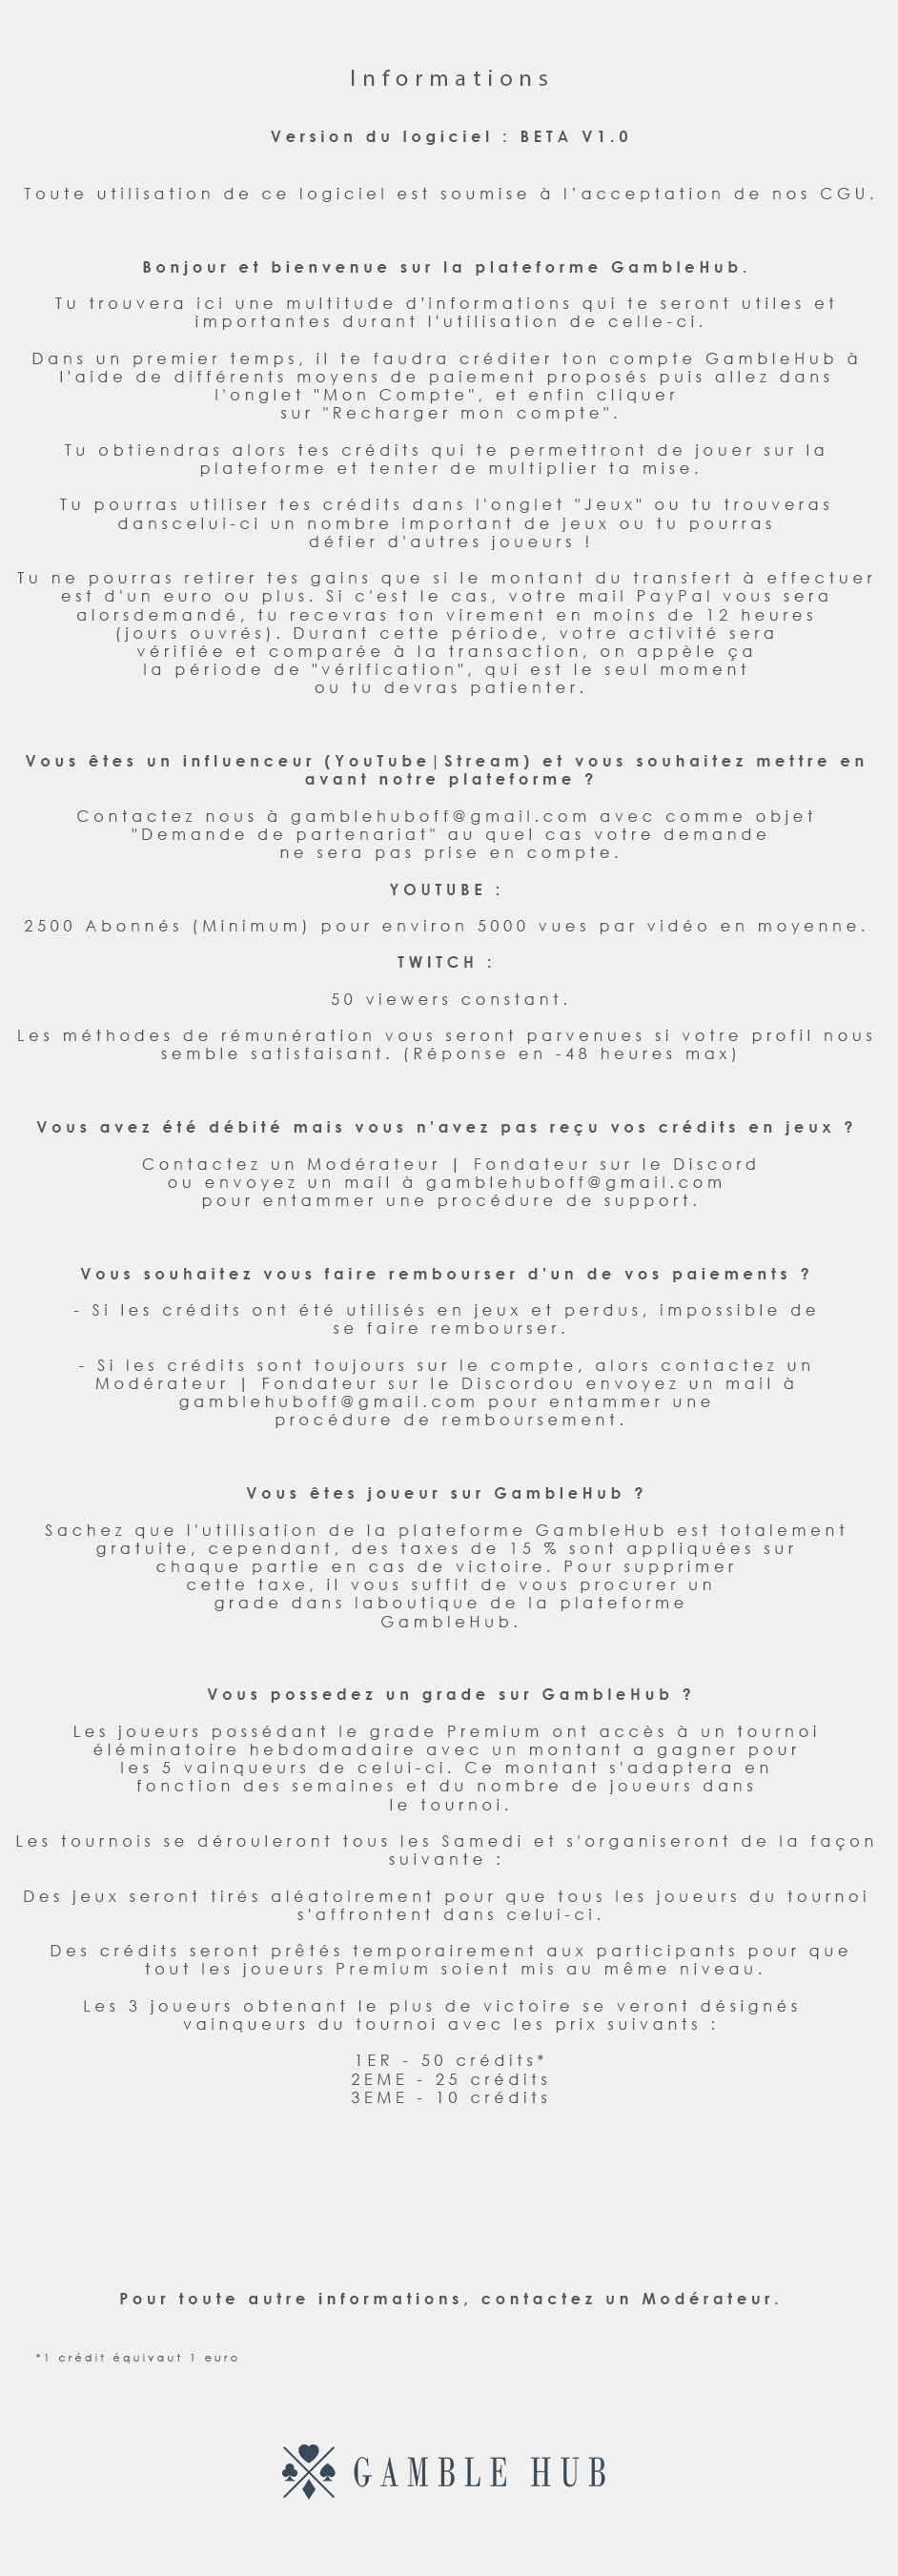 Informations
Version du logiciel : BETA V1.0
Toute utilisation de ce logiciel est soumise à l'acceptation de nos CGU.
Bonjour et bienvenue sur la plateforme GambleHub.
Tu trouvera ici une multitude d'informations qui te seront utiles et
importantes durant l'utilisation de celle-ci.
Dans un premier temps, il te faudra créditer ton compte GambleHub à
l'aide de différents moyens de paiement proposés puis allez dans
l'onglet "Mon Compte", et enfin cliquer
sur "Recharger mon compte".
Tu obtiendras alors tes crédits qui te permettront de jouer sur la
plateforme et tenter de multiplier ta mise.
Tu pourras utiliser tes crédits dans l'onglet "Jeux" ou tu trouveras
danscelui-ci un nombre important de jeux ou tu pourras
défier d'autres joueurs !
Tu ne pourras retirer tes gains que si le montant du transfert à effectuer
est d'un euro ou plus. Si c'est le cas, votre mail PayPal vous sera
alorsdemandé, tu recevras ton virement en moins de 12 heures
(jours ouvrés). Durant cette période, votre activité sera
vérifiée et comparée à la transaction, on appèle ça
la période de "vérification", qui est le seul moment
ou tu devras patienter.
Vous êtes un influenceur (YouTube|Stream) et vous souhaitez mettre en
avant notre plateforme ?
Contactez nous à gamblehuboff@gmail.com avec comme objet
"Demande de partenariat" au quel cas votre demande
ne sera pas prise en compte.
YOUTUBE :
2500 Abonnés (Minimum) pour environ 5000 vues par vidéo en moyenne.
TWITCH :
50 viewers constant.
Les méthodes de rémunération vous seront parvenues si votre profil nous
semble satisfaisant. (Réponse en -48 heures max)
Vous avez été débité mais vous n'avez pas reçu vos crédits en jeux ?
Contactez un Modérateur | Fondateur sur le Discord
ou envoyez un mail à gamblehuboff@gmail.com
pour entammer une procédure de support.
Vous souhaitez vous faire rembourser d'un de vos paiements ?
- Si les crédits ont été utilisés en jeux et perdus, impossible de
se faire rembourser.
- Si les crédits sont toujours sur le compte, alors contactez un
Modérateur | Fondateur sur le Discordou envoyez un mail à
gamblehuboff@gmail.com pour entammer une
procédure de remboursement.
Vous êtes joueur sur GambleHub ?
Sachez que l'utilisation de la plateforme GambleHub est totalement
gratuite, cependant, des taxes de 15 % sont appliquées sur
chaque partie en cas de victoire. Pour supprimer
cette taxe, il vous suffit de vous procurer un
grade dans laboutique de la plateforme
GambleHub.
Vous possedez un grade sur GambleHub ?
Les joueurs possédant le grade Premium ont accès à un tournoi
éléminatoire hebdomadaire avec un montant a gagner pour
les 5 vainqueurs de celui-ci. Ce montant s'adaptera en
fonction des semaines et du nombre de joueurs dans
le tournoi.
Les tournois se dérouleront tous les Samedi et s'organiseront de la façon
suivante :
Des jeux seront tirés aléatoirement pour que tous les joueurs du tournoi
s'affrontent dans celui-ci.
Des crédits seront prêtés temporairement aux participants pour que
tout les joueurs Premium soient mis au même niveau.
Les 3 joueurs obtenant le plus de victoire se veront désignés
vainqueurs du tournoi avec les prix suivants :
1ER - 50 crédits*
2EME - 25 crédits
3EME - 10 crédits
Pour toute autre informations, contactez un Modérateur.
*1 crédit équivaut 1 euro
GAMBLE HUB